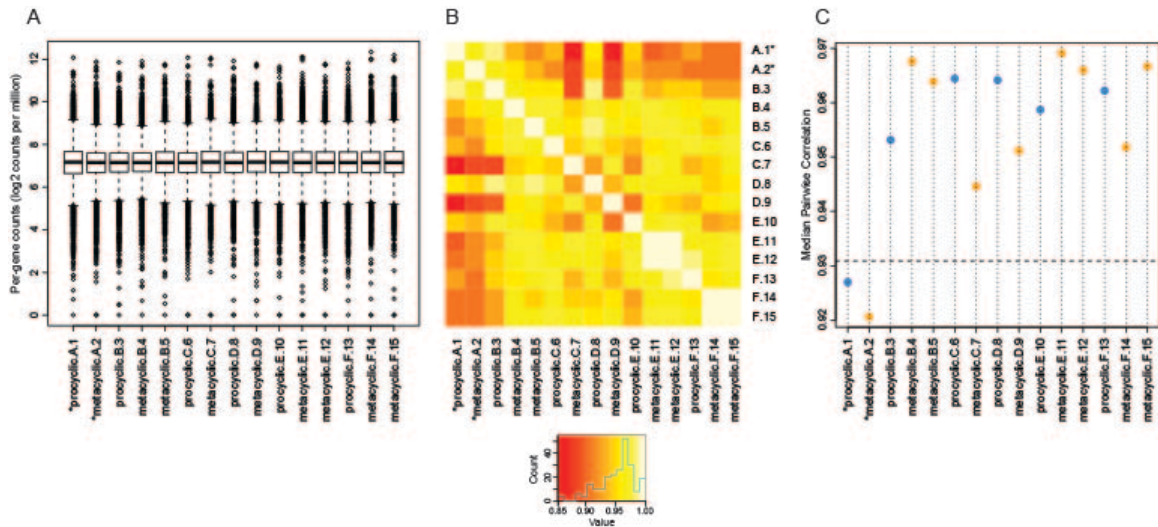 A
Per-gene counts (log2 counts per million)
12
10
8
6
4
2
0
*procyclic.A.1
*metacyclic.A.2
procyclic.B.3
metacyclic.B.4
metacyclic.B.5
procyclic.C.6
metacyclic.C.7
procyclic.D.8
metacyclic.D.9
procyclic.E.10
metacyclic.E.11
metacyclic.E.12
procyclic.F.13
metacyclic.F.14
metacyclic.F.15
B
A.1*
A.2*
B.3
B.4
B.5
C.6
C.7
D.8
D.9
E.10
E.11
E.12
F.13
F.14
F.15
*procyclic.A.1
*metacyclic.A.2
procyclic.B.3
metacyclic.B.4
metacyclic.B.5
procyclic.C.6
metacyclic.C.7
procyclic.D.8
metacyclic.D.9
procyclic.E.10
metacyclic.E.11
metacyclic.E.12
procyclic.F.13
metacyclic.F.14
metacyclic.F.15
Count
0 20 40
0.85 0.90 0.95 1.00
Value
C
Median Pairwise Correlation
0.97
0.96
0.95
0.94
0.93
0.92
*procyclic.A.1
*metacyclic.A.2
procyclic.B.3
metacyclic.B.4
metacyclic.B.5
procyclic.C.6
metacyclic.C.7
procyclic.D.8
metacyclic.D.9
procyclic.E.10
metacyclic.E.11
metacyclic.E.12
procyclic.F.13
metacyclic.F.14
metacyclic.F.15